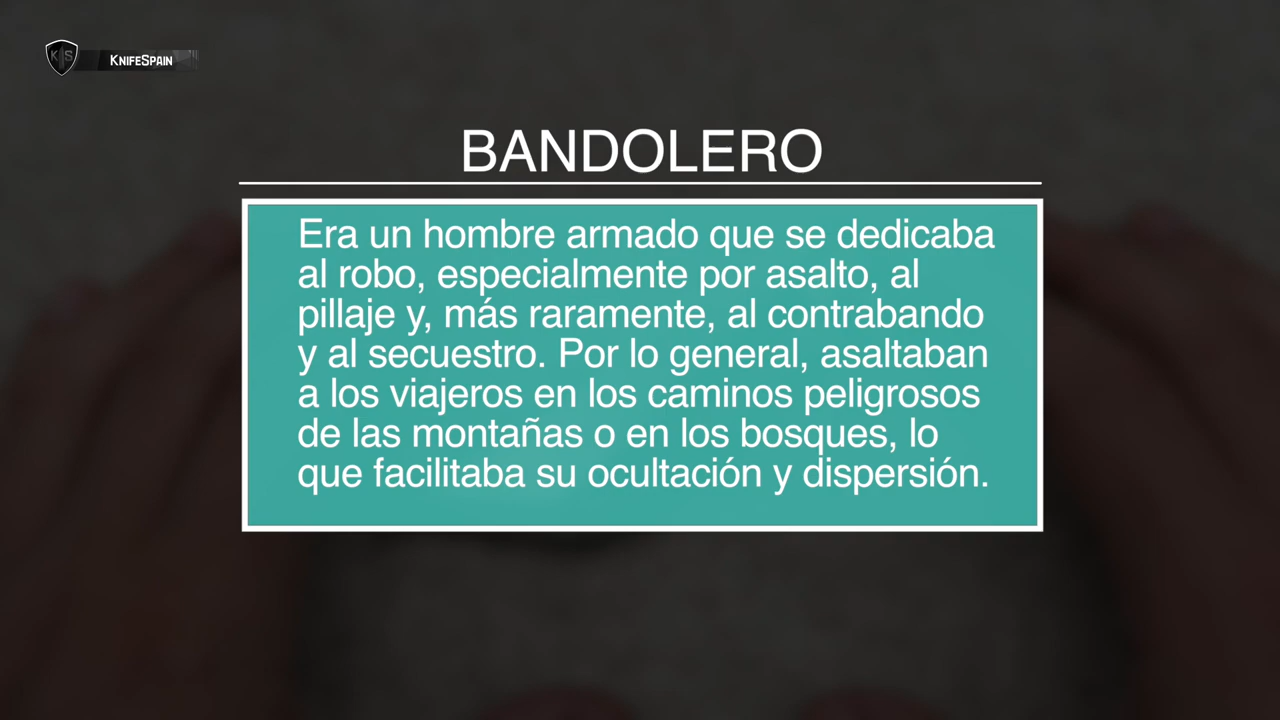 KS
KNIFESPAIN
BANDOLERO
Era un hombre armado que se dedicaba
al robo, especialmente por asalto, al
pillaje y, más raramente, al contrabando
y al secuestro. Por lo general, asaltaban
a los viajeros en los caminos peligrosos
de las montañas o en los bosques, lo
que facilitaba su ocultación y dispersión.